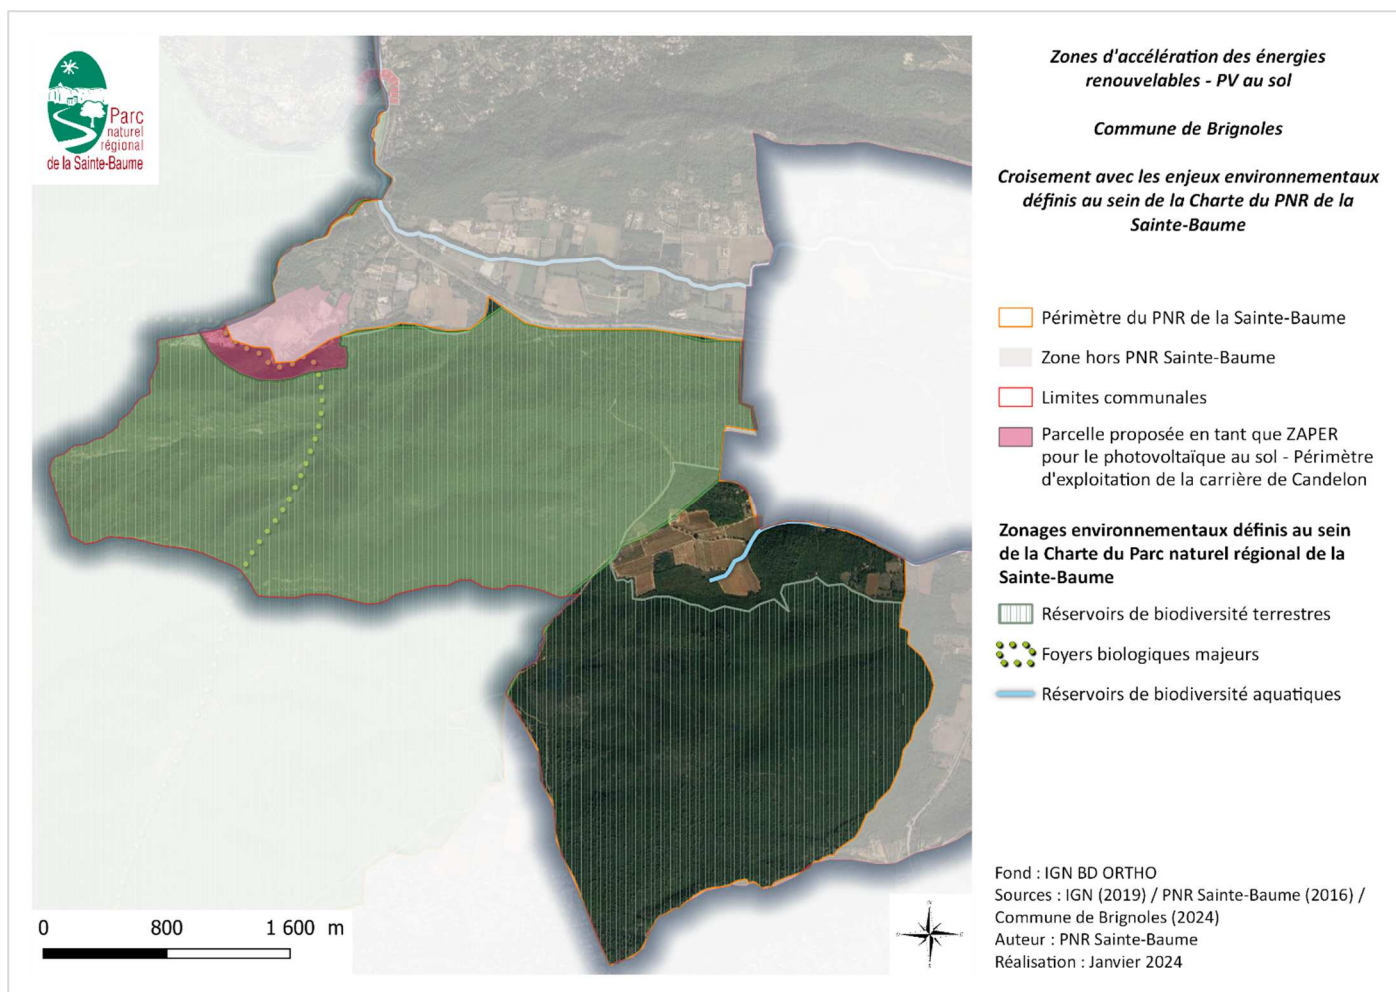 Parc
naturel
régional
de la Sainte-Baume
Zones d'accélération des énergies
renouvelables - PV au sol
Commune de Brignoles
Croisement avec les enjeux environnementaux
définis au sein de la Charte du PNR de la
Sainte-Baume
Périmètre du PNR de la Sainte-Baume
Zone hors PNR Sainte-Baume
Limites communales
Parcelle proposée en tant que ZAPER
pour le photovoltaïque au sol - Périmètre
d'exploitation de la carrière de Candelon
Zonages environnementaux définis au sein
de la Charte du Parc naturel régional de la
Sainte-Baume
Réservoirs de biodiversité terrestres
Foyers biologiques majeurs
Réservoirs de biodiversité aquatiques
Fond : IGN BD ORTHO
Sources : IGN (2019) / PNR Sainte-Baume (2016) /
Commune de Brignoles (2024)
Auteur : PNR Sainte-Baume
Réalisation : Janvier 2024
0 800 1 600 m